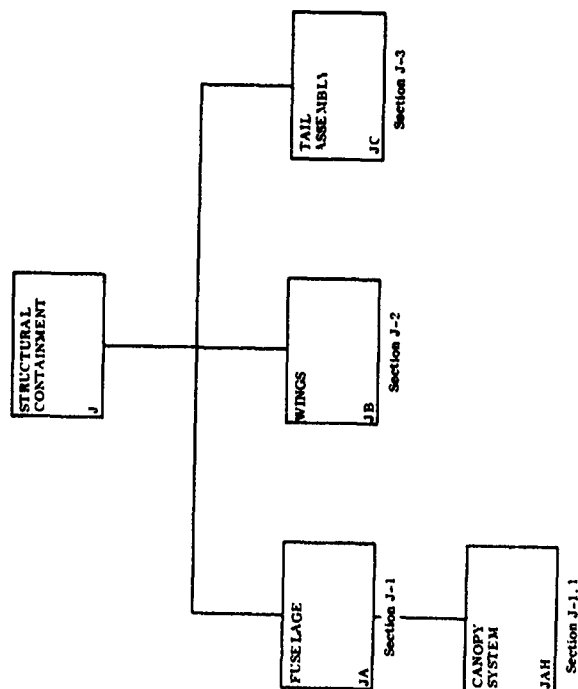 STRUCTURAL
CONTAINMENT
J
FUSELAGE
JA
Section J-1
WINGS
JB
Section J-2
TAIL
ASSEMBLY
JC
Section J-3
CANOPY
SYSTEM
JAH
Section J-1.1